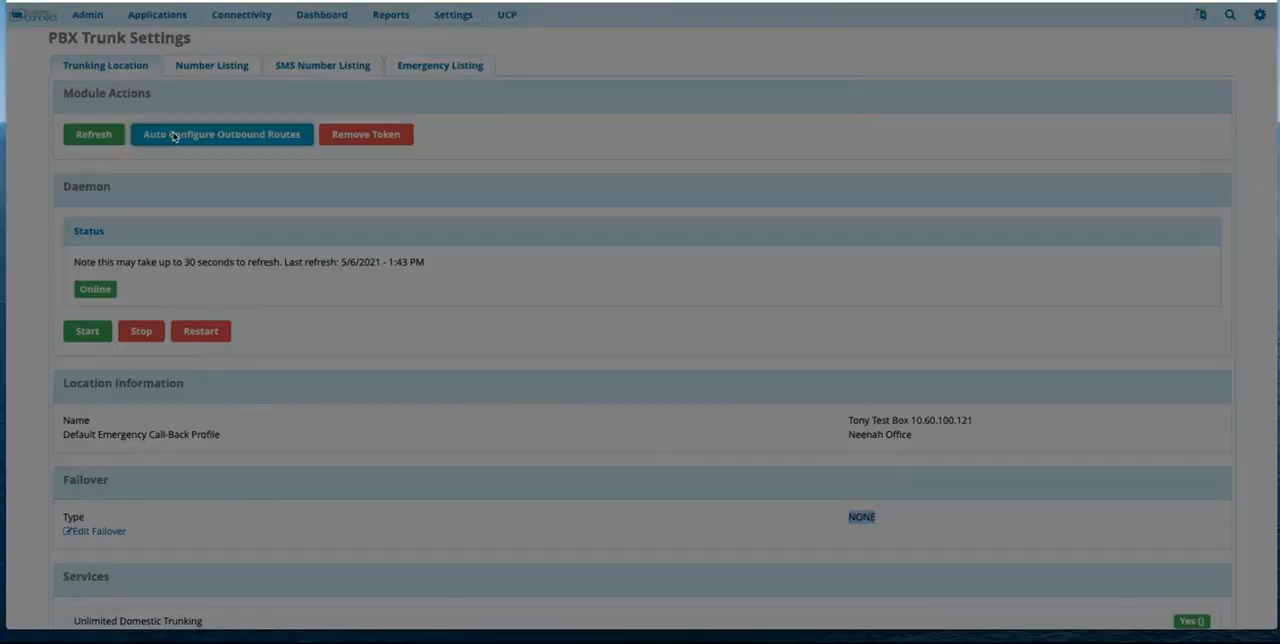 connect Admin Applications Connectivity Dashboard Reports Settings UCP
PBX Trunk Settings
Trunking Location Number Listing SMS Number Listing Emergency Listing
Module Actions
Refresh Auto Configure Outbound Routes Remove Token
Daemon
Status
Note this may take up to 30 seconds to refresh. Last refresh: 5/6/2021 - 1:43 PM
Online
Start Stop Restart
Location Information
Name Tony Test Box 10.60.100.121
Default Emergency Call-Back Profile Neenah Office
Failover
Type NONE
Edit Failover
Services
Unlimited Domestic Trunking Yes ()